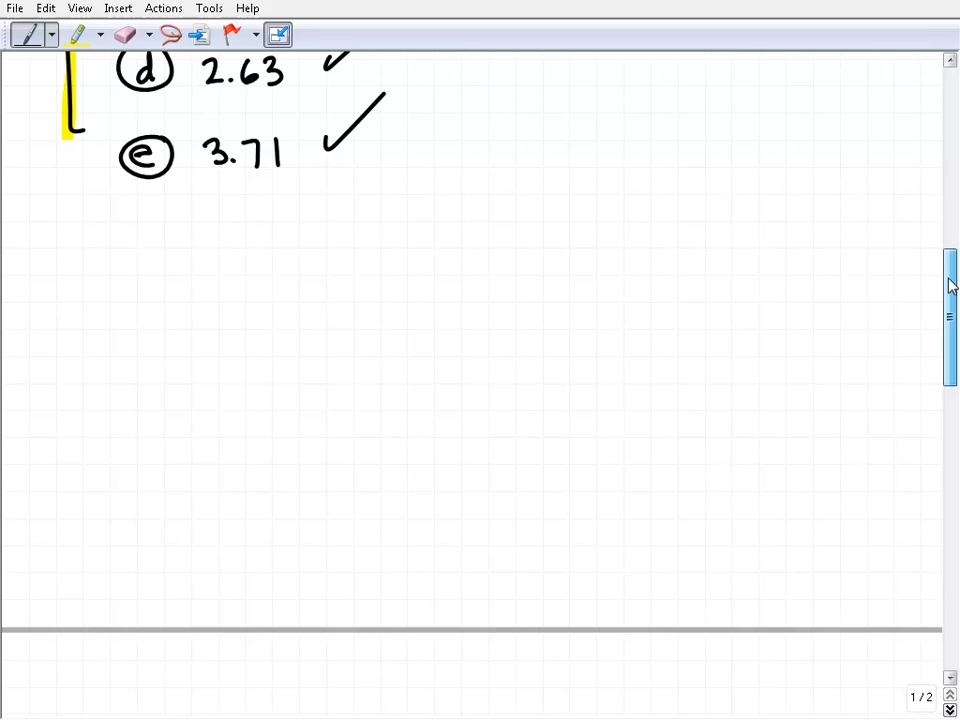 File Edit View Insert Actions Tools Help
d 2.63 ✓
e 3.71 ✓
1 / 2